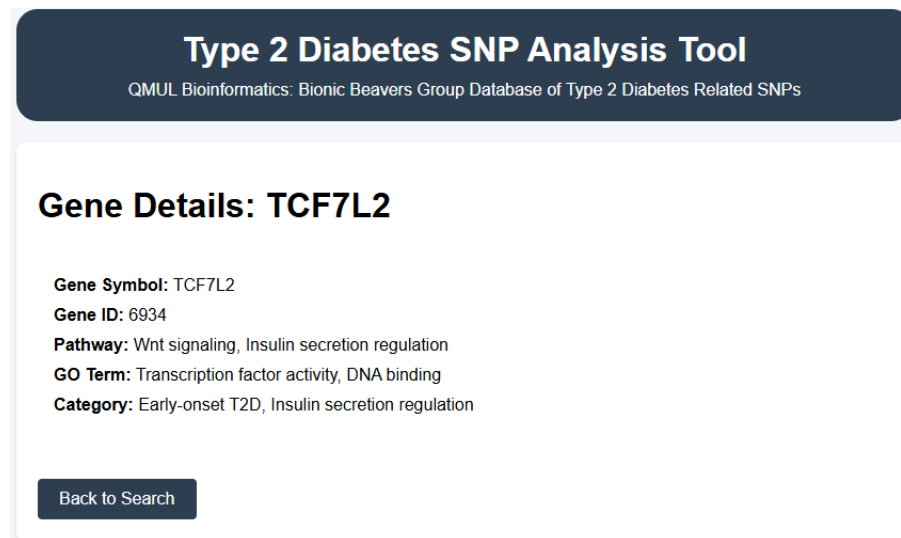 Type 2 Diabetes SNP Analysis Tool
QMUL Bioinformatics: Bionic Beavers Group Database of Type 2 Diabetes Related SNPs
Gene Details: TCF7L2
Gene Symbol: TCF7L2
Gene ID: 6934
Pathway: Wnt signaling, Insulin secretion regulation
GO Term: Transcription factor activity, DNA binding
Category: Early-onset T2D, Insulin secretion regulation
Back to Search